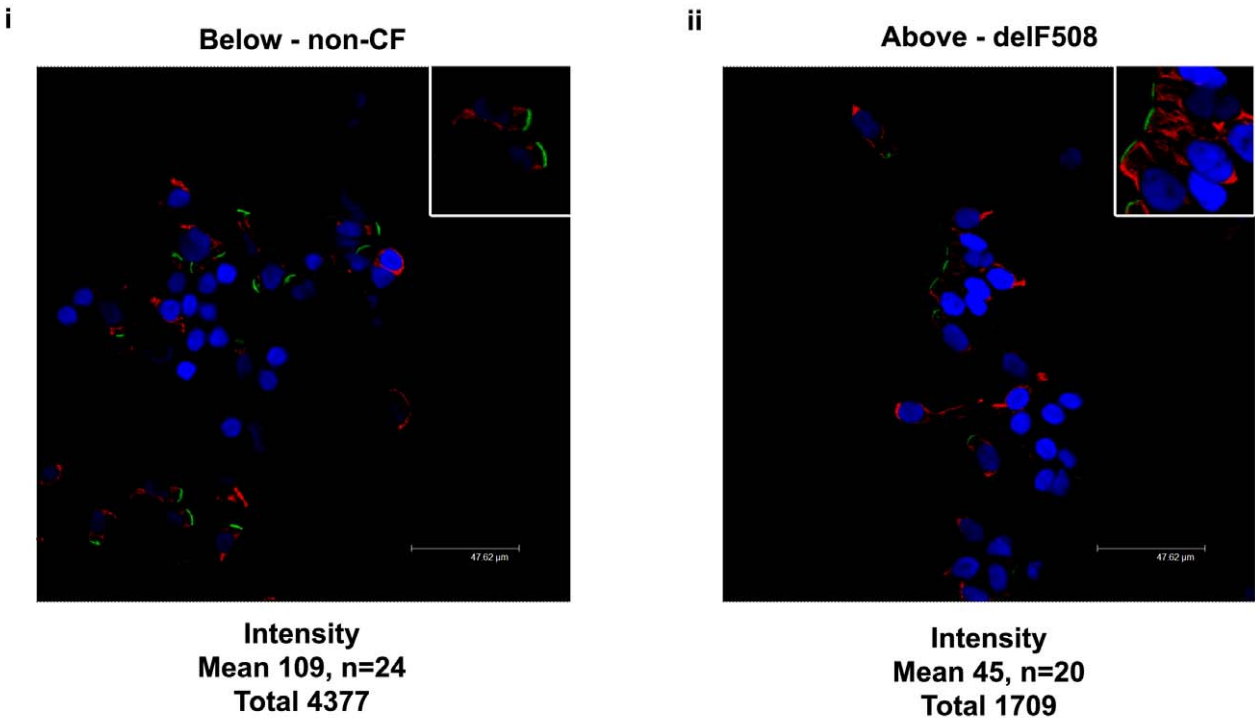 i
Below - non-CF
47.62 µm
Intensity
Mean 109, n=24
Total 4377
ii
Above - delF508
47.62 µm
Intensity
Mean 45, n=20
Total 1709